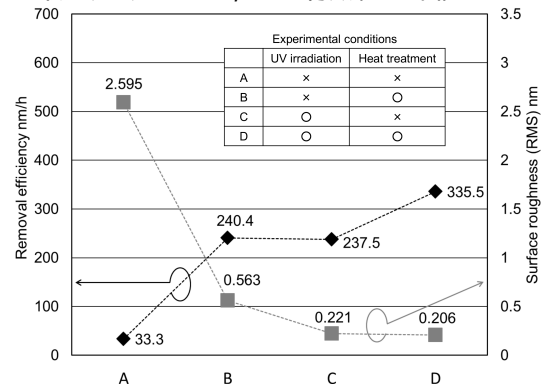 700
600
500
400
300
200
100
0
Removal efficiency nm/h
3.5
3
2.5
2
1.5
1
0.5
0
Surface roughness (RMS) nm
Experimental conditions
UV irradiation Heat treatment
A × ×
B × ○
C ○ ×
D ○ ○
2.595
240.4
237.5
335.5
0.563
0.221
0.206
33.3
A B C D